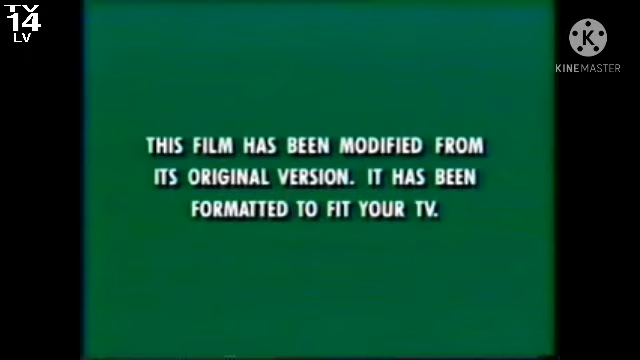 TV
14
LV
K
KINEMASTER
THIS FILM HAS BEEN MODIFIED FROM
ITS ORIGINAL VERSION. IT HAS BEEN
FORMATTED TO FIT YOUR TV.